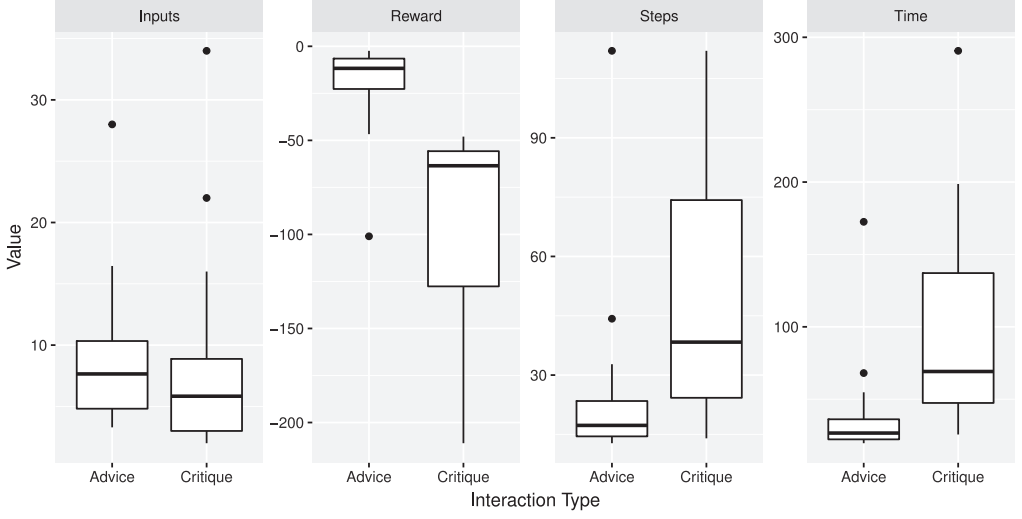 Inputs
Reward
Steps
Time
Value
30
20
10
0
−50
−100
−150
−200
90
60
30
300
200
100
Advice
Critique
Advice
Critique
Advice
Critique
Advice
Critique
Interaction Type